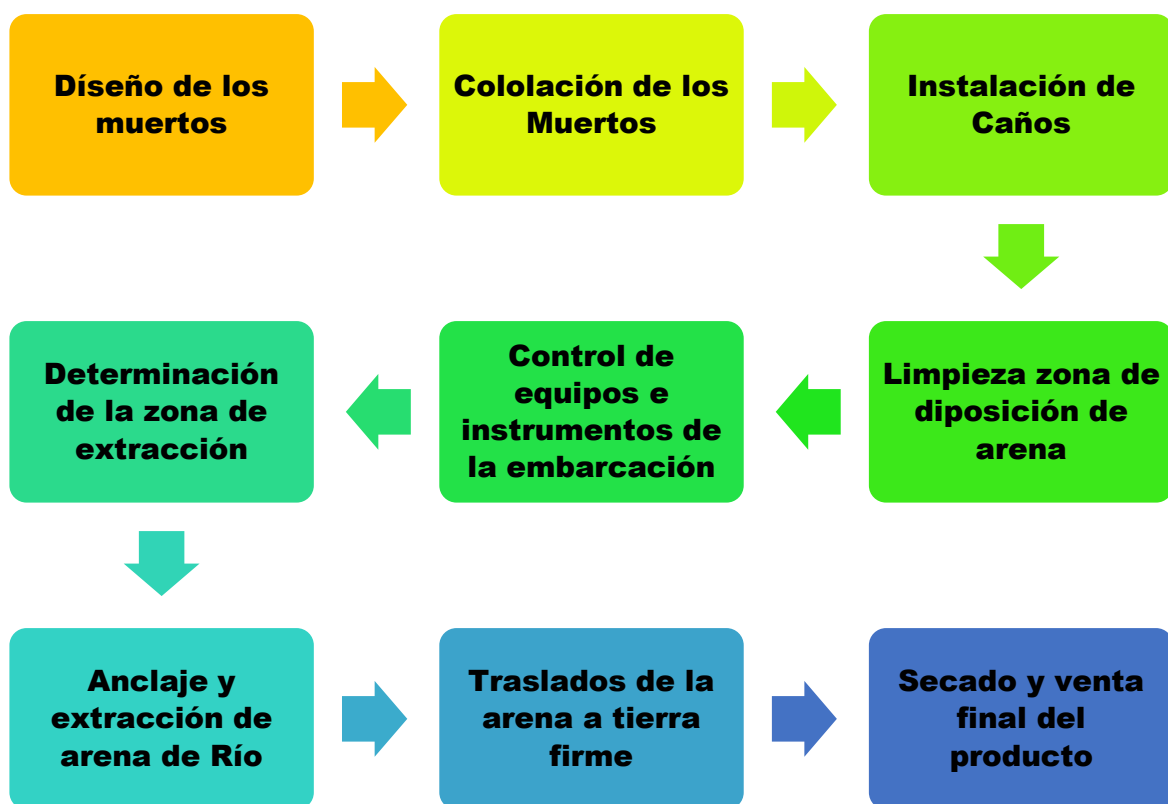 Díseño de los
muertos
Cololación de los
Muertos
Instalación de
Caños
Limpieza zona de
diposición de
arena
Control de
equipos e
instrumentos de
la embarcación
Determinación
de la zona de
extracción
Anclaje y
extracción de
arena de Río
Traslados de la
arena a tierra
firme
Secado y venta
final del
producto